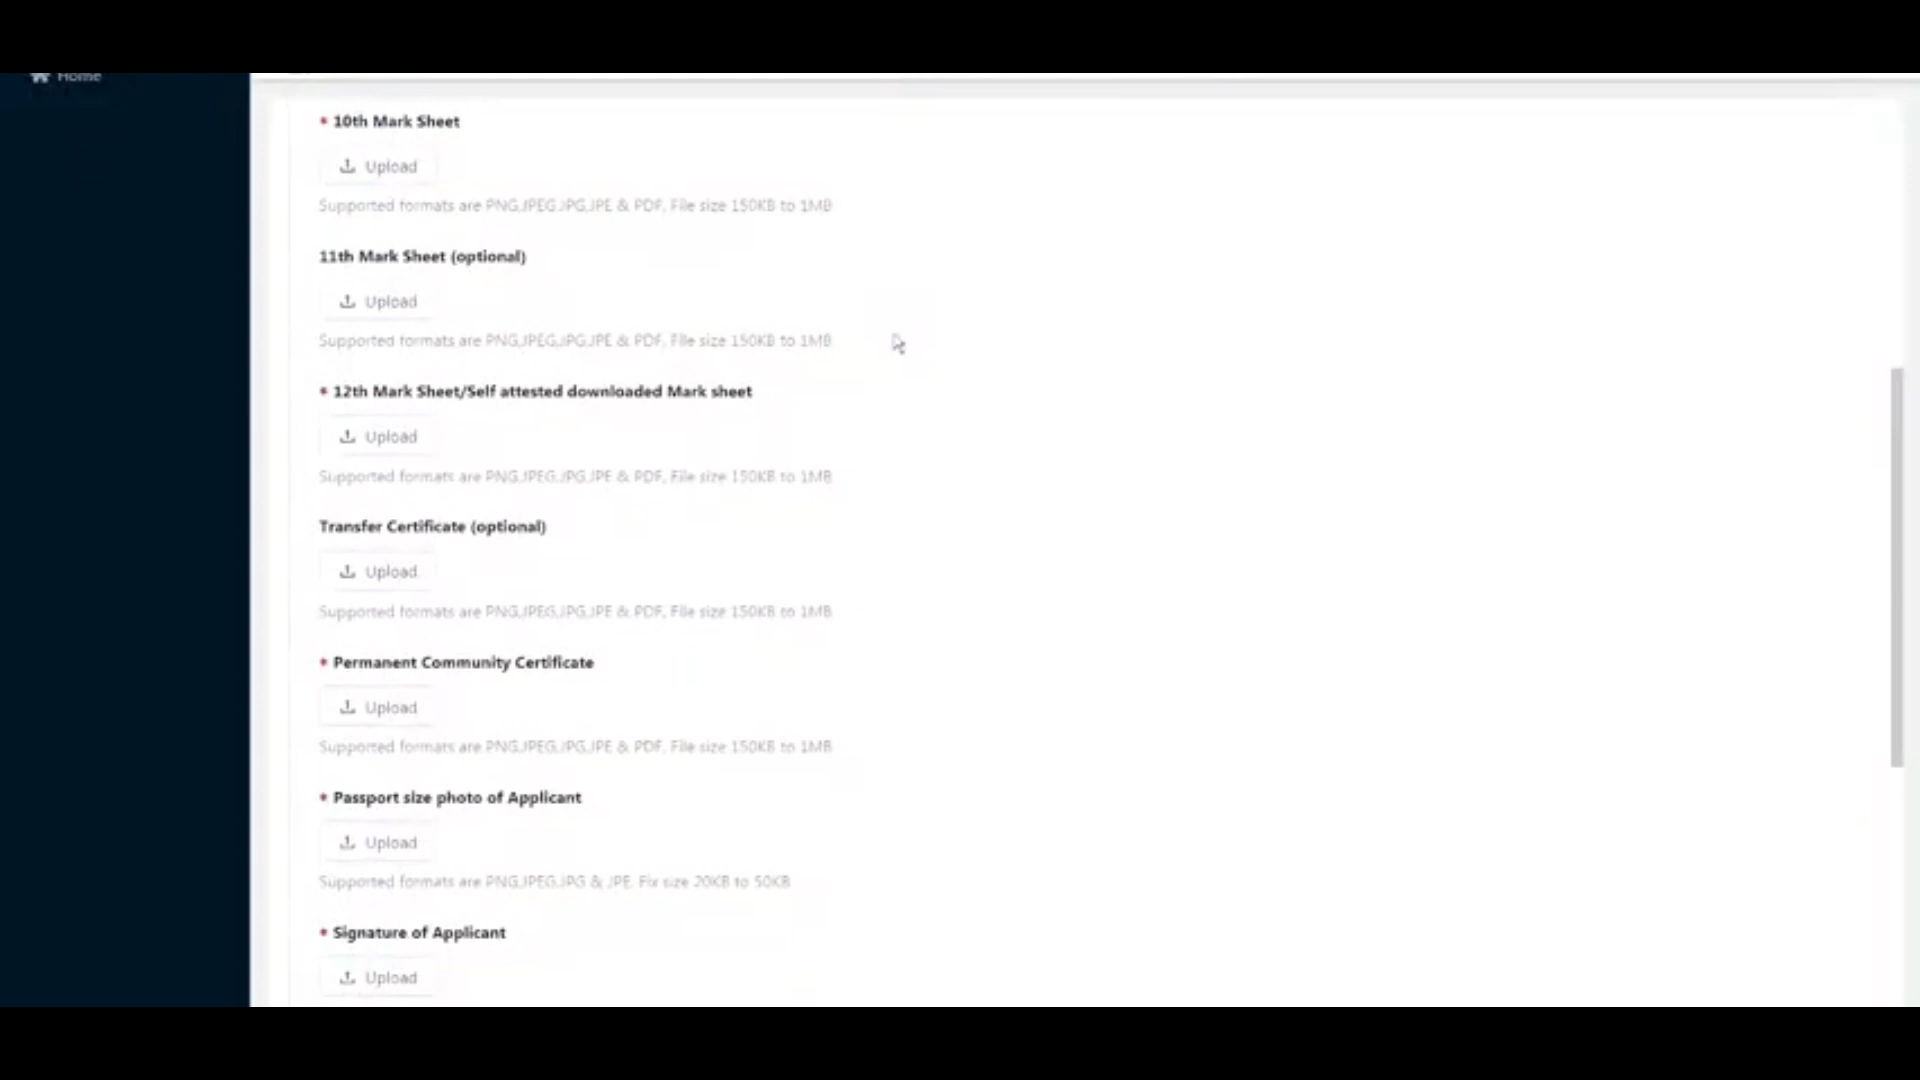 Home
* 10th Mark Sheet
Upload
Supported formats are PNG,JPEG,JPG,JPE & PDF, File size 150KB to 1MB
11th Mark Sheet (optional)
Upload
Supported formats are PNG,JPEG,JPG,JPE & PDF, File size 150KB to 1MB
* 12th Mark Sheet/Self attested downloaded Mark sheet
Upload
Supported formats are PNG,JPEG,JPG,JPE & PDF, File size 150KB to 1MB
Transfer Certificate (optional)
Upload
Supported formats are PNG,JPEG,JPG,JPE & PDF, File size 150KB to 1MB
* Permanent Community Certificate
Upload
Supported formats are PNG,JPEG,JPG,JPE & PDF, File size 150KB to 1MB
* Passport size photo of Applicant
Upload
Supported formats are PNG,JPEG,JPG & JPE. Fix size 20KB to 50KB
* Signature of Applicant
Upload